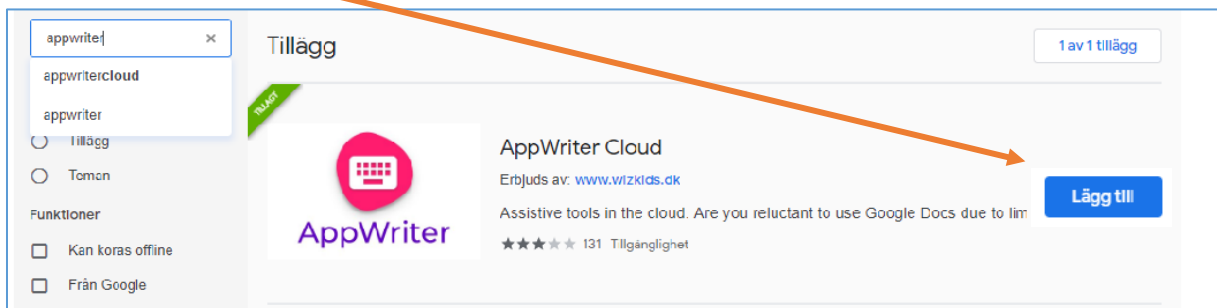 appwriter ×
appwritercloud
appwriter
Tillägg
Teman
Funktioner
Kan köras offline
Från Google
Tillägg
1 av 1 tillägg
TILLAGT
AppWriter
AppWriter Cloud
Erbjuds av: www.wizkids.dk
Assistive tools in the cloud. Are you reluctant to use Google Docs due to lim
131 Tillgänglighet
Lägg till